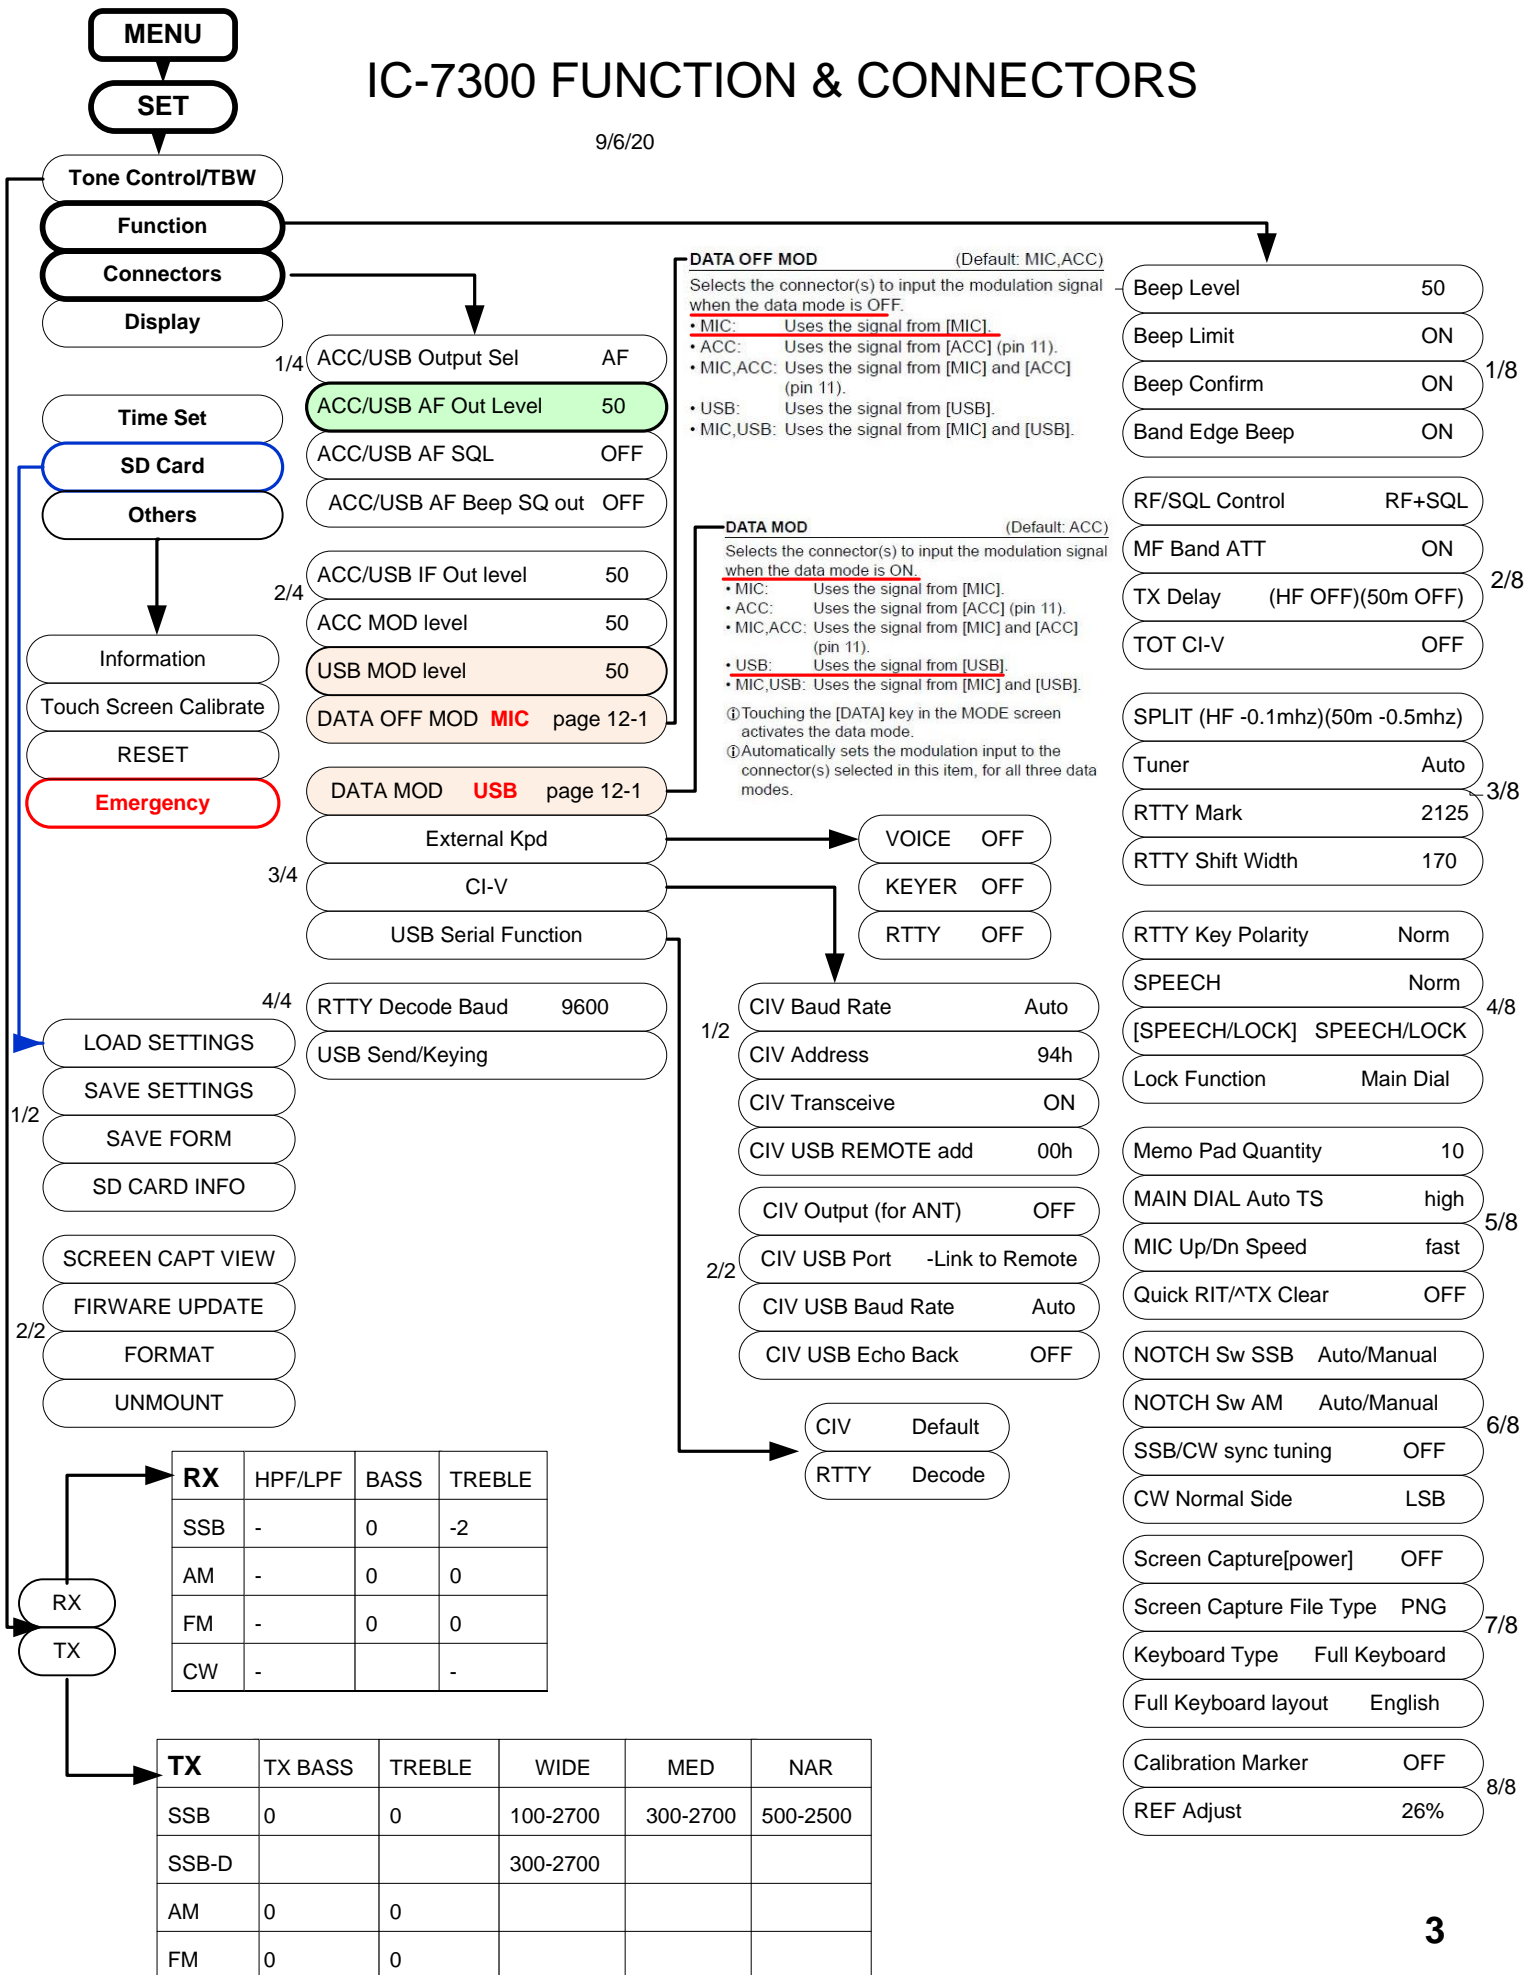 MENU
SET
IC-7300 FUNCTION & CONNECTORS
9/6/20
Tone Control/TBW
Function
Connectors
Display
Time Set
SD Card
Others
Information
Touch Screen Calibrate
RESET
Emergency
LOAD SETTINGS
SAVE SETTINGS
1/2
SAVE FORM
SD CARD INFO
SCREEN CAPT VIEW
FIRWARE UPDATE
2/2
FORMAT
UNMOUNT
1/4
ACC/USB Output Sel AF
ACC/USB AF Out Level 50
ACC/USB AF SQL OFF
ACC/USB AF Beep SQ out OFF
2/4
ACC/USB IF Out level 50
ACC MOD level 50
USB MOD level 50
DATA OFF MOD MIC page 12-1
DATA MOD USB page 12-1
External Kpd
3/4
CI-V
USB Serial Function
4/4
RTTY Decode Baud 9600
USB Send/Keying
DATA OFF MOD (Default: MIC,ACC)
Selects the connector(s) to input the modulation signal
when the data mode is OFF.
• MIC: Uses the signal from [MIC].
• ACC: Uses the signal from [ACC] (pin 11).
• MIC,ACC: Uses the signal from [MIC] and [ACC]
(pin 11).
• USB: Uses the signal from [USB].
• MIC,USB: Uses the signal from [MIC] and [USB].
DATA MOD (Default: ACC)
Selects the connector(s) to input the modulation signal
when the data mode is ON.
• MIC: Uses the signal from [MIC].
• ACC: Uses the signal from [ACC] (pin 11).
• MIC,ACC: Uses the signal from [MIC] and [ACC]
(pin 11).
• USB: Uses the signal from [USB].
• MIC,USB: Uses the signal from [MIC] and [USB].
ⓘ Touching the [DATA] key in the MODE screen
activates the data mode.
ⓘ Automatically sets the modulation input to the
connector(s) selected in this item, for all three data
modes.
VOICE OFF
KEYER OFF
RTTY OFF
CIV Baud Rate Auto
1/2
CIV Address 94h
CIV Transceive ON
CIV USB REMOTE add 00h
CIV Output (for ANT) OFF
2/2
CIV USB Port -Link to Remote
CIV USB Baud Rate Auto
CIV USB Echo Back OFF
CIV Default
RTTY Decode
Beep Level 50
Beep Limit ON
1/8
Beep Confirm ON
Band Edge Beep ON
RF/SQL Control RF+SQL
MF Band ATT ON
2/8
TX Delay (HF OFF)(50m OFF)
TOT CI-V OFF
SPLIT (HF -0.1mhz)(50m -0.5mhz)
Tuner Auto
3/8
RTTY Mark 2125
RTTY Shift Width 170
RTTY Key Polarity Norm
SPEECH Norm
4/8
[SPEECH/LOCK] SPEECH/LOCK
Lock Function Main Dial
Memo Pad Quantity 10
MAIN DIAL Auto TS high
5/8
MIC Up/Dn Speed fast
Quick RIT/^TX Clear OFF
NOTCH Sw SSB Auto/Manual
NOTCH Sw AM Auto/Manual
6/8
SSB/CW sync tuning OFF
CW Normal Side LSB
Screen Capture[power] OFF
Screen Capture File Type PNG
7/8
Keyboard Type Full Keyboard
Full Keyboard layout English
Calibration Marker OFF
8/8
REF Adjust 26%
RX
TX
RX HPF/LPF BASS TREBLE
SSB - 0 -2
AM - 0 0
FM - 0 0
CW - -
TX TX BASS TREBLE WIDE MED NAR
SSB 0 0 100-2700 300-2700 500-2500
SSB-D 300-2700
AM 0 0
FM 0 0
3